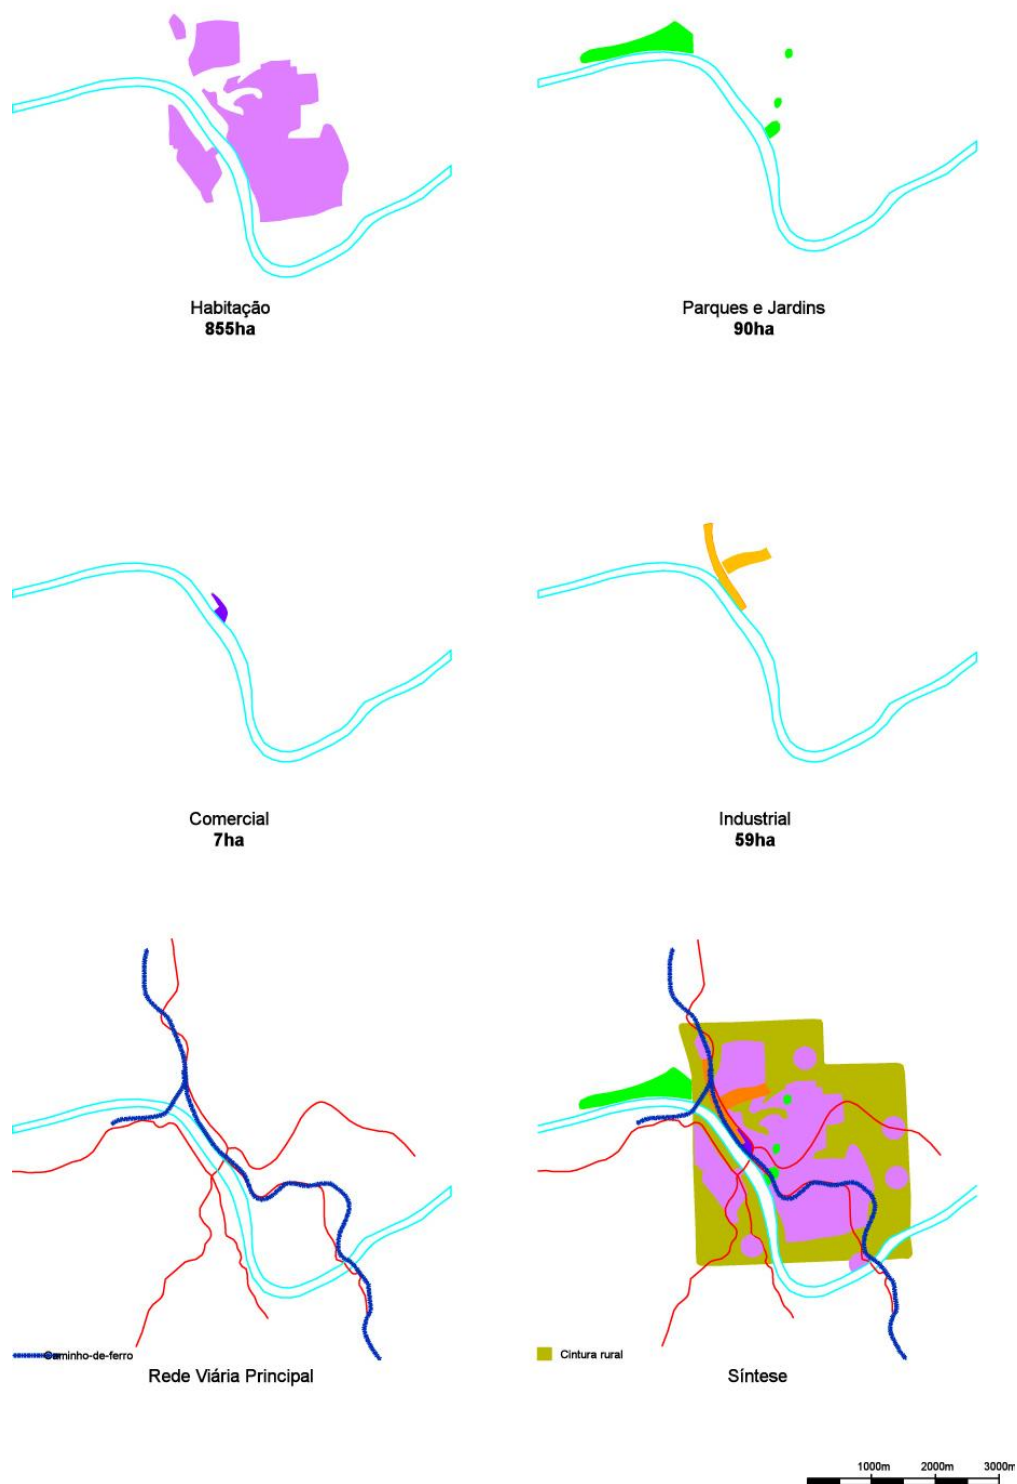 Habitação
855ha
Parques e Jardins
90ha
Comercial
7ha
Industrial
59ha
Caminho-de-ferro
Rede Viária Principal
Cintura rural
Síntese
1000m 2000m 3000m